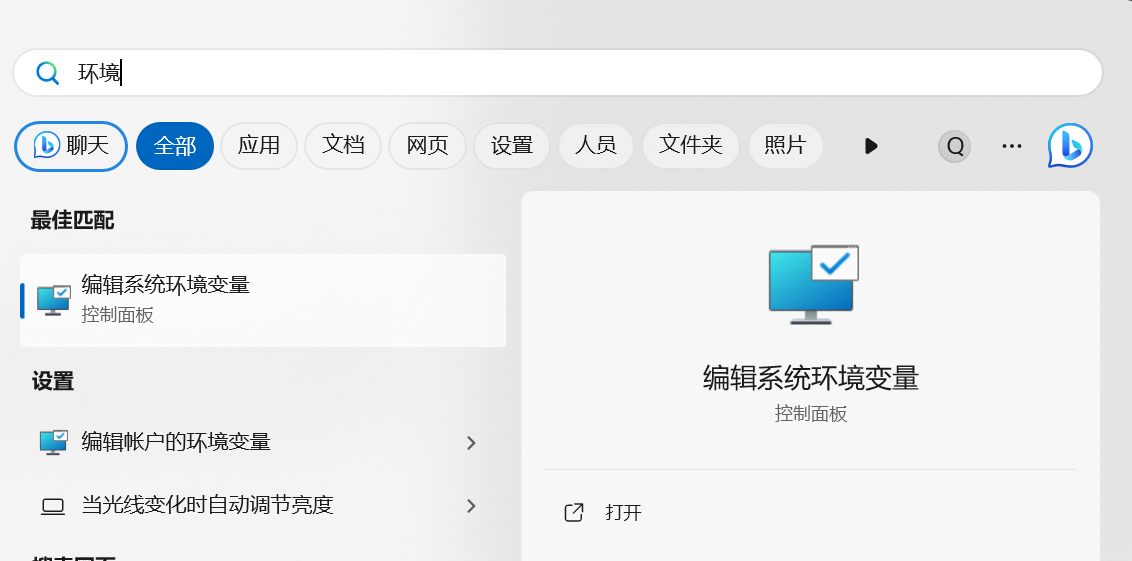 环境
聊天 全部 应用 文档 网页 设置 人员 文件夹 照片 Q ...
最佳匹配
编辑系统环境变量
控制面板
设置
编辑帐户的环境变量
当光线变化时自动调节亮度
编辑系统环境变量
控制面板
打开